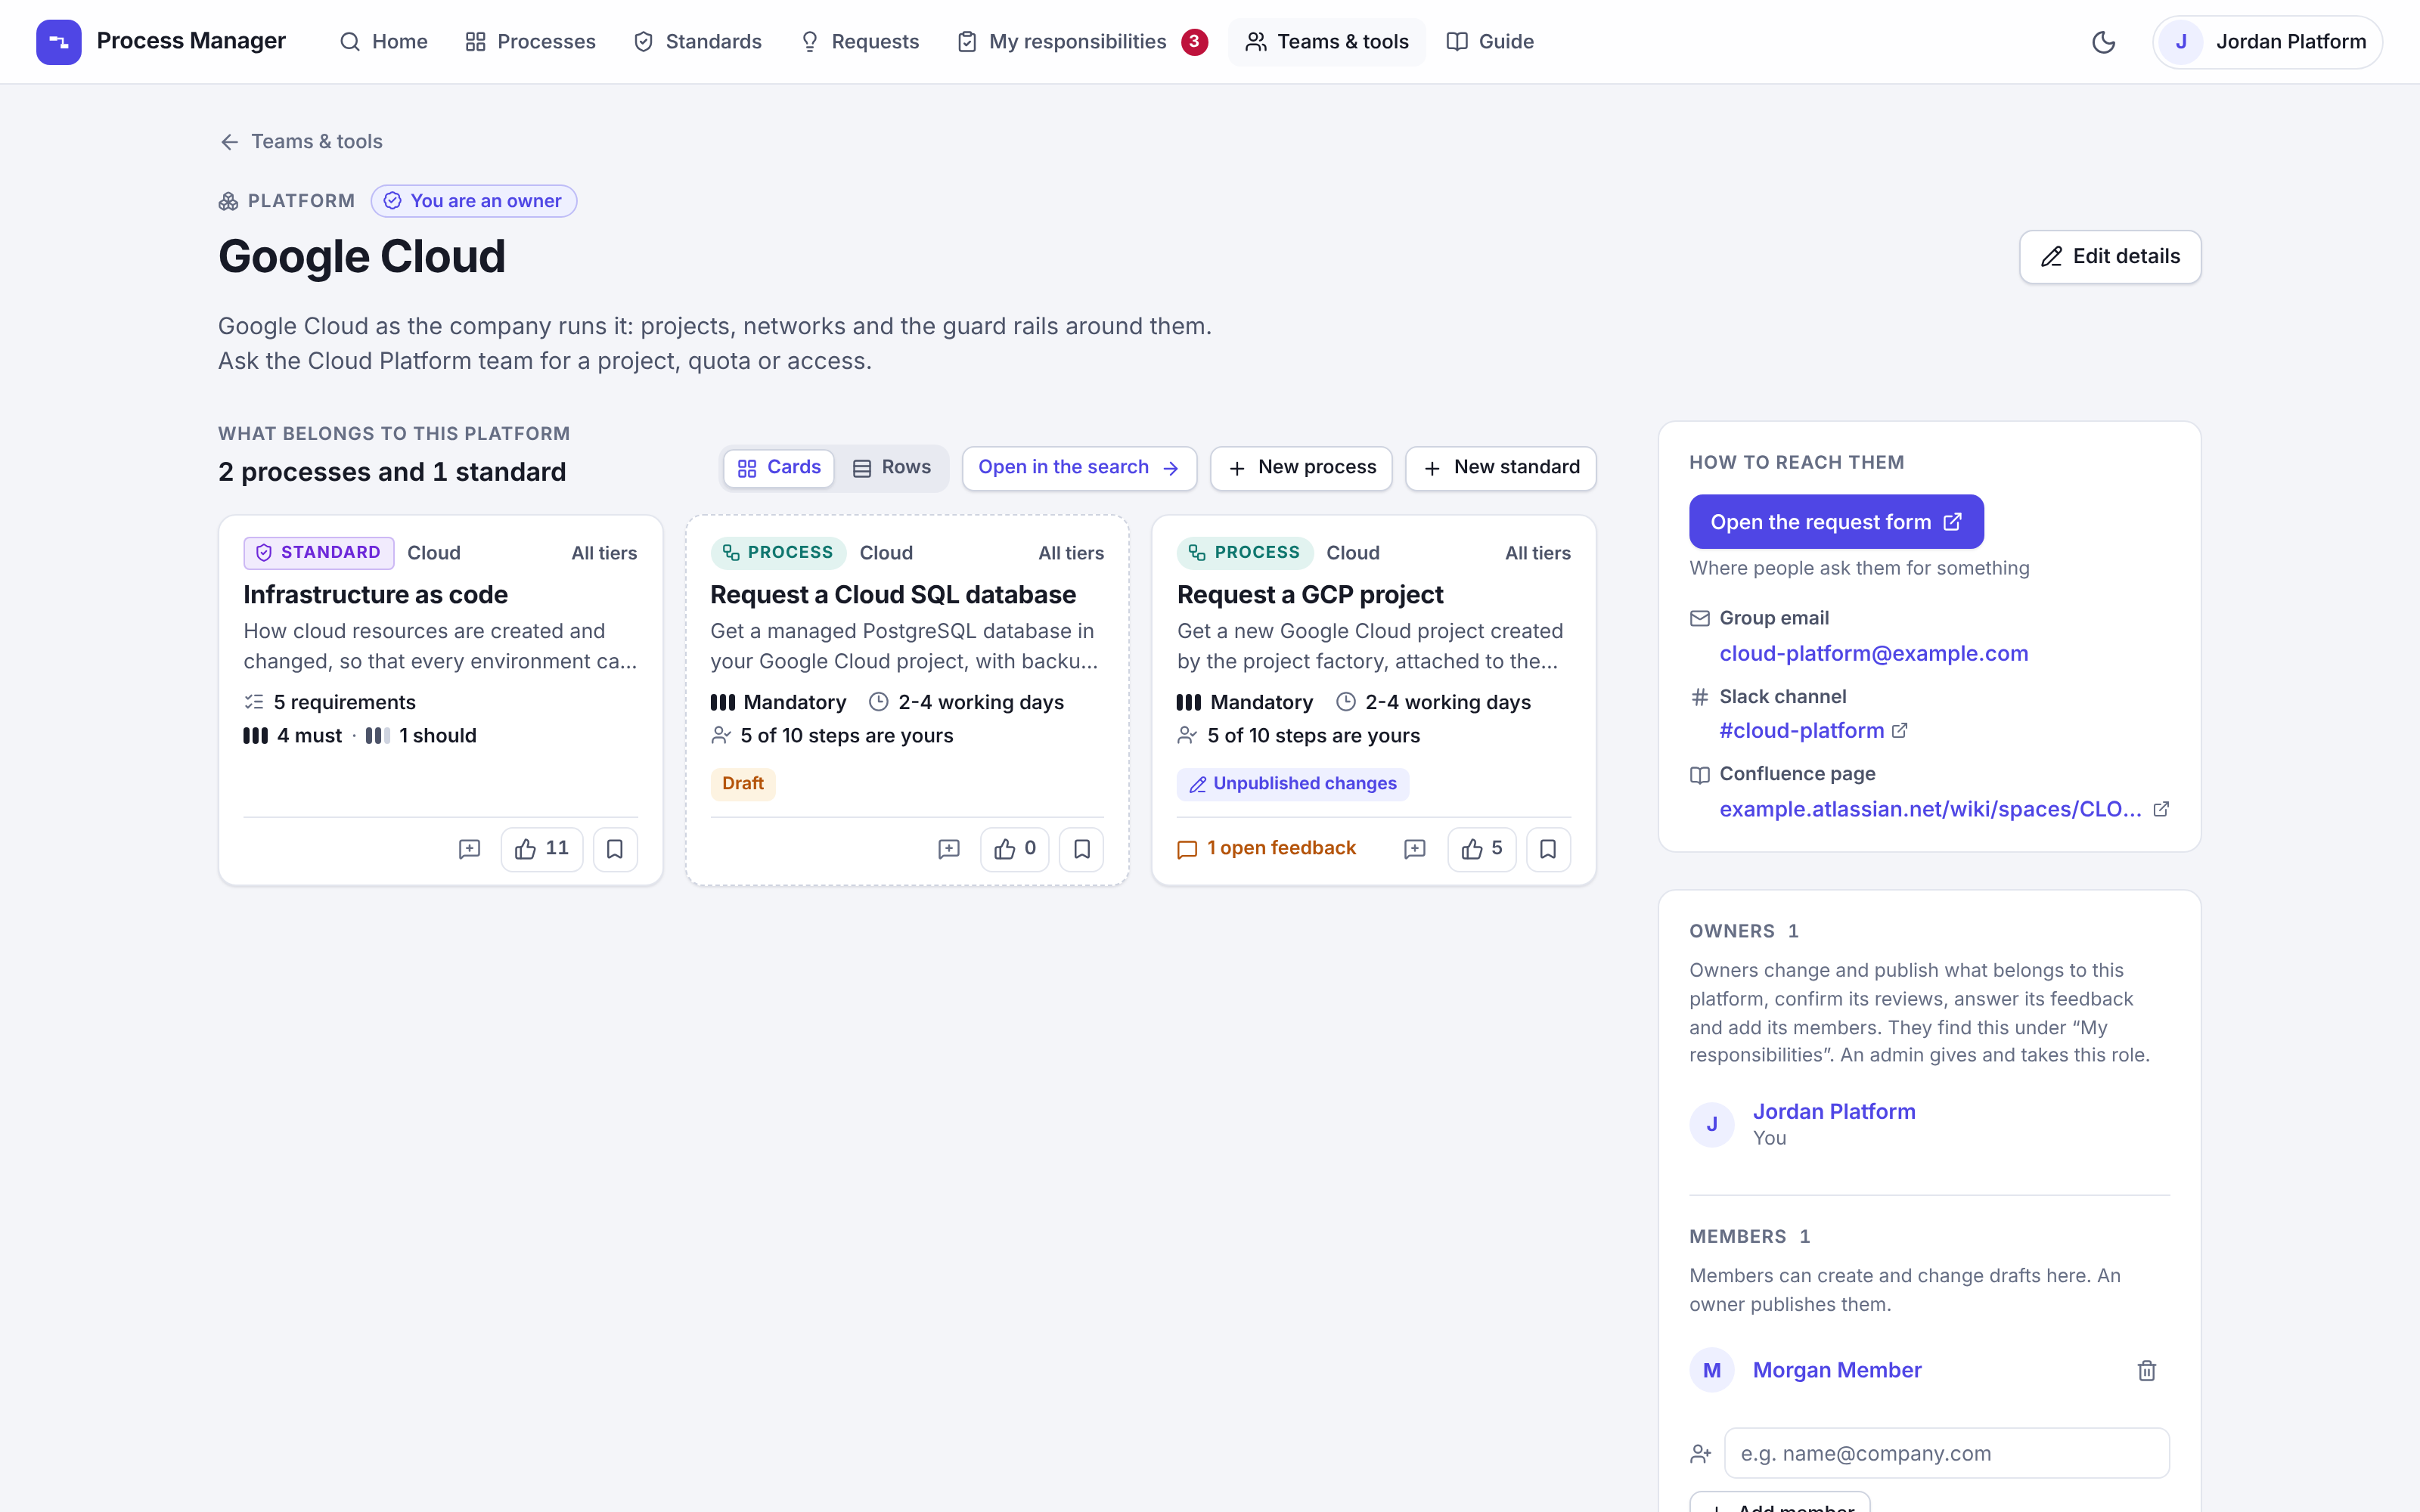 Process Manager
Home
Processes
Standards
Requests
My responsibilities 3
Teams & tools
Guide
J Jordan Platform
Teams & tools
PLATFORM
You are an owner
Google Cloud
Edit details
Google Cloud as the company runs it: projects, networks and the guard rails around them.
Ask the Cloud Platform team for a project, quota or access.
WHAT BELONGS TO THIS PLATFORM
2 processes and 1 standard
Cards
Rows
Open in the search
New process
New standard
STANDARD Cloud All tiers
Infrastructure as code
How cloud resources are created and
changed, so that every environment ca...
5 requirements
4 must · 1 should
11
PROCESS Cloud All tiers
Request a Cloud SQL database
Get a managed PostgreSQL database in
your Google Cloud project, with backu...
Mandatory 2-4 working days
5 of 10 steps are yours
Draft
0
PROCESS Cloud All tiers
Request a GCP project
Get a new Google Cloud project created
by the project factory, attached to the...
Mandatory 2-4 working days
5 of 10 steps are yours
Unpublished changes
1 open feedback
5
HOW TO REACH THEM
Open the request form
Where people ask them for something
Group email
cloud-platform@example.com
Slack channel
#cloud-platform
Confluence page
example.atlassian.net/wiki/spaces/CLO...
OWNERS 1
Owners change and publish what belongs to this
platform, confirm its reviews, answer its feedback
and add its members. They find this under “My
responsibilities”. An admin gives and takes this role.
J
Jordan Platform
You
MEMBERS 1
Members can create and change drafts here. An
owner publishes them.
M
Morgan Member
e.g. name@company.com
Add member